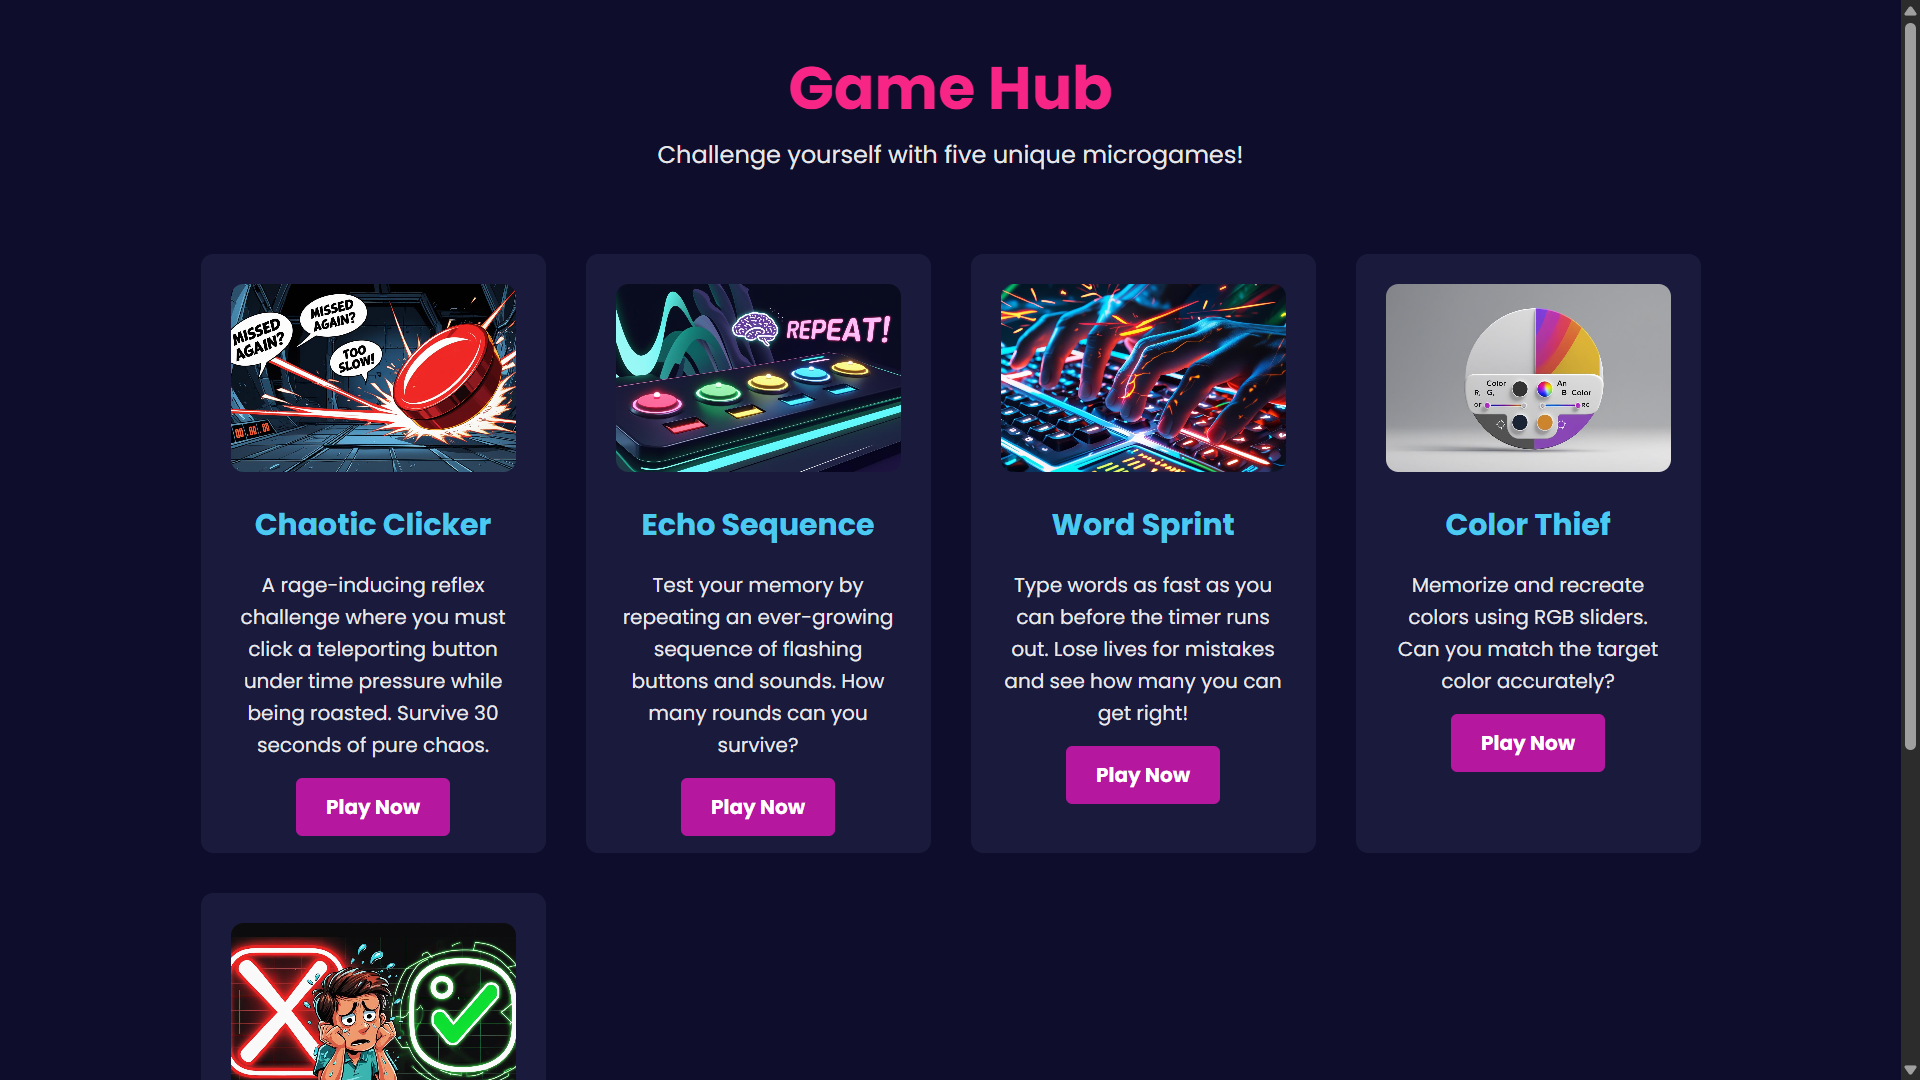 Game Hub
Challenge yourself with five unique microgames!
MISSED
AGAIN?
MISSED
AGAIN?
TOO
SLOW!
REPEAT!
Color
An
R, G,
B Color
OF
RC
Chaotic Clicker
A rage-inducing reflex
challenge where you must
click a teleporting button
under time pressure while
being roasted. Survive 30
seconds of pure chaos.
Play Now
Echo Sequence
Test your memory by
repeating an ever-growing
sequence of flashing
buttons and sounds. How
many rounds can you
survive?
Play Now
Word Sprint
Type words as fast as you
can before the timer runs
out. Lose lives for mistakes
and see how many you can
get right!
Play Now
Color Thief
Memorize and recreate
colors using RGB sliders.
Can you match the target
color accurately?
Play Now